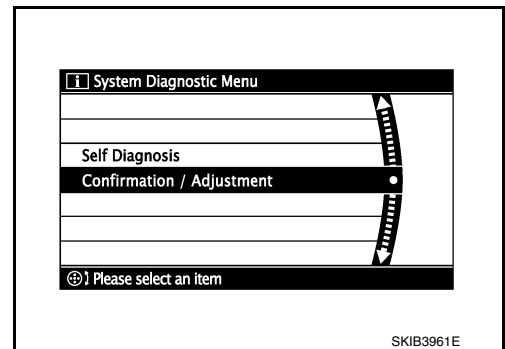 i System Diagnostic Menu
Self Diagnosis
Confirmation / Adjustment
Please select an item
SKIB3961E